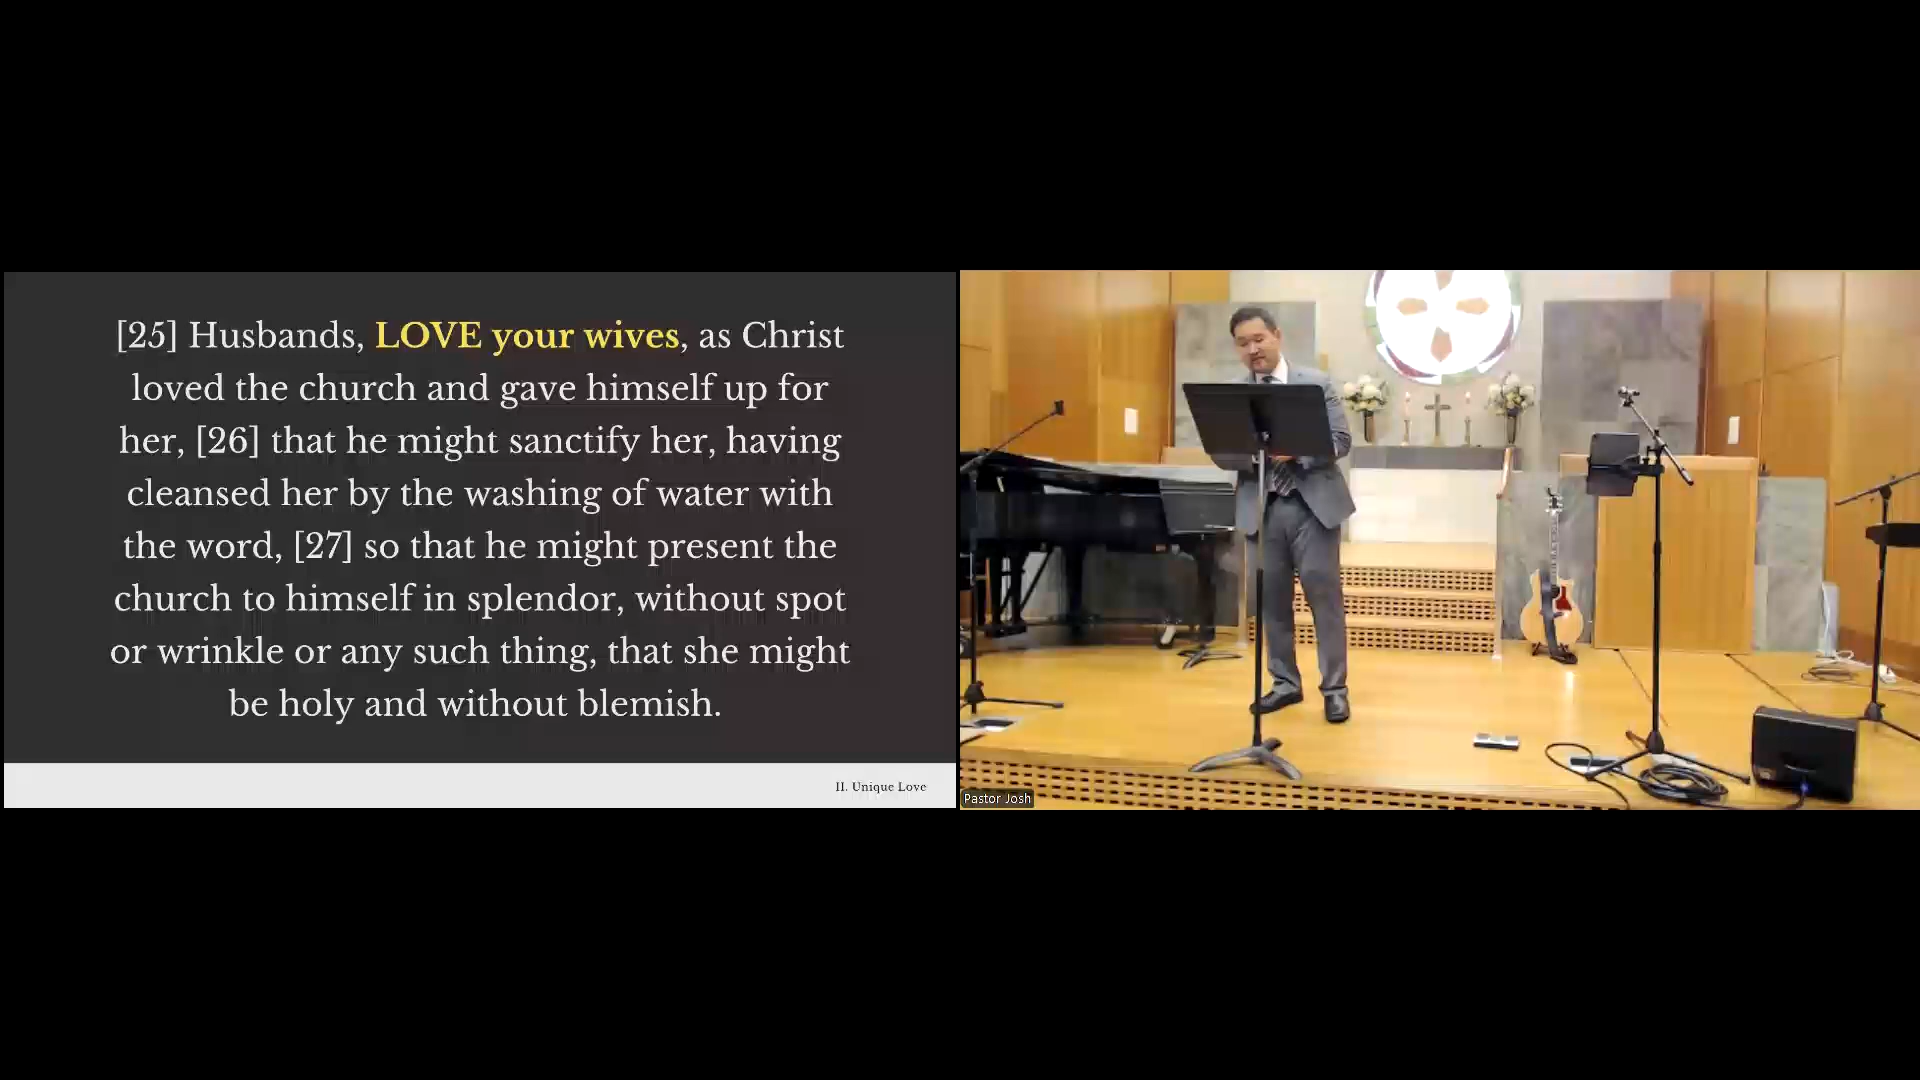 [25] Husbands, LOVE your wives, as Christ
loved the church and gave himself up for
her, [26] that he might sanctify her, having
cleansed her by the washing of water with
the word, [27] so that he might present the
church to himself in splendor, without spot
or wrinkle or any such thing, that she might
be holy and without blemish.
II. Unique Love
Pastor Josh